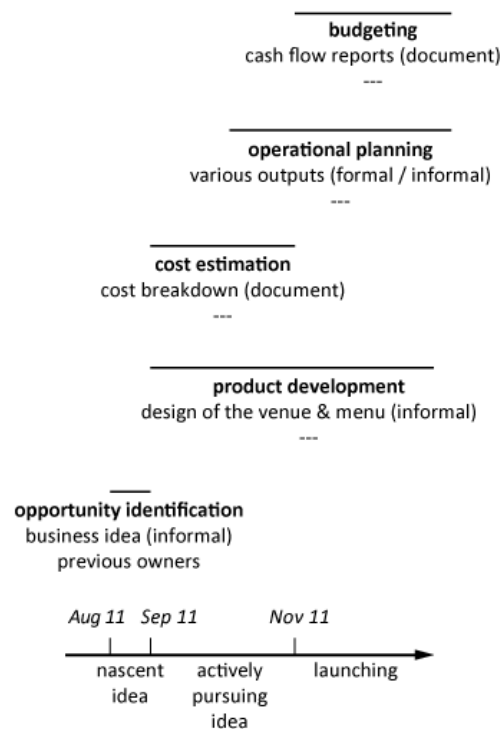 budgeting
cash flow reports (document)
---
operational planning
various outputs (formal / informal)
---
cost estimation
cost breakdown (document)
---
product development
design of the venue & menu (informal)
---
opportunity identification
business idea (informal)
previous owners
Aug 11 Sep 11 Nov 11
nascent actively launching
idea pursuing
idea